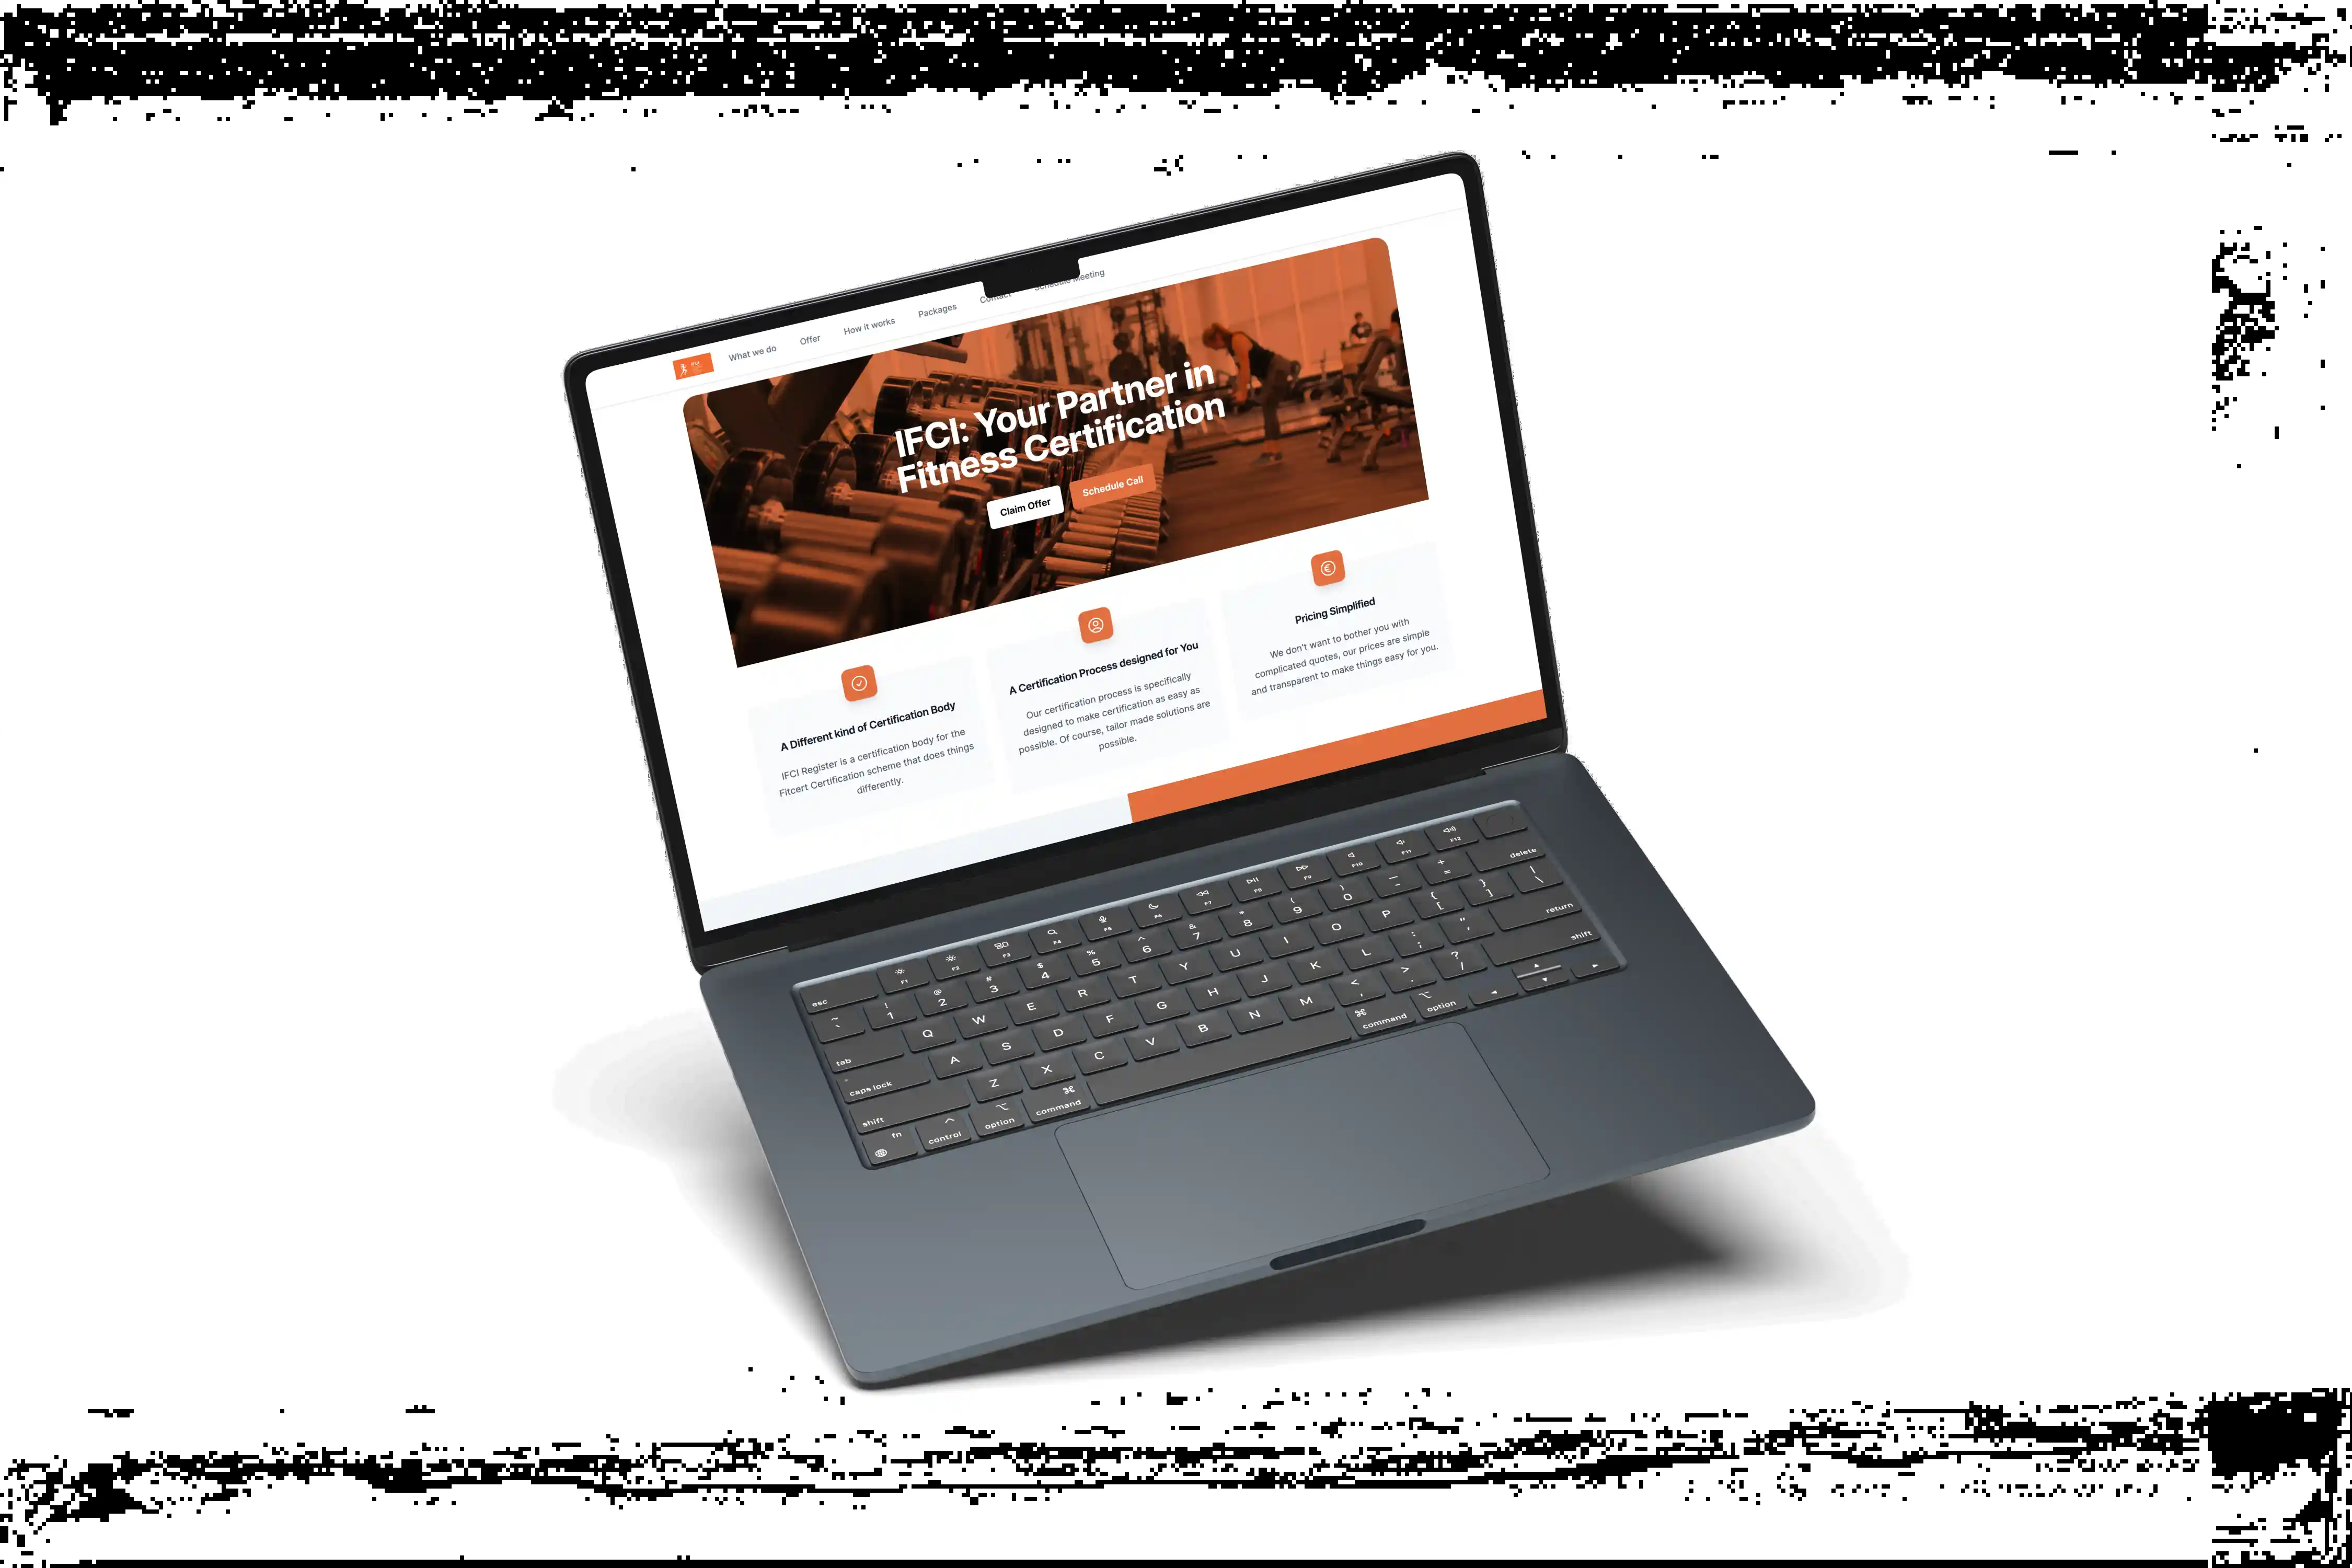 What we do
Offer
How it works
Packages
Contact
Schedule Meeting
IFCI: Your Partner in
Fitness Certification
Claim Offer
Schedule Call
A Different kind of Certification Body
IFCI Register is a certification body for the
Fitcert Certification scheme that does things
differently.
A Certification Process designed for You
Our certification process is specifically
designed to make certification as easy as
possible. Of course, tailor made solutions are
possible.
Pricing Simplified
We don't want to bother you with
complicated quotes, our prices are simple
and transparent to make things easy for you.
esc F1 F2 F3 F4 F5 F6 F7 F8 F9 F10 F11 F12
~ ` ! 1 @ 2 # 3 $ 4 % 5 ^ 6 & 7 * 8 ( 9 ) 0 — - + = delete
tab Q W E R T Y U I O P { [ } ] | \
caps lock A S D F G H J K L : ; " ' return
shift Z X C V B N M < , > . ? / shift
fn control option command command option